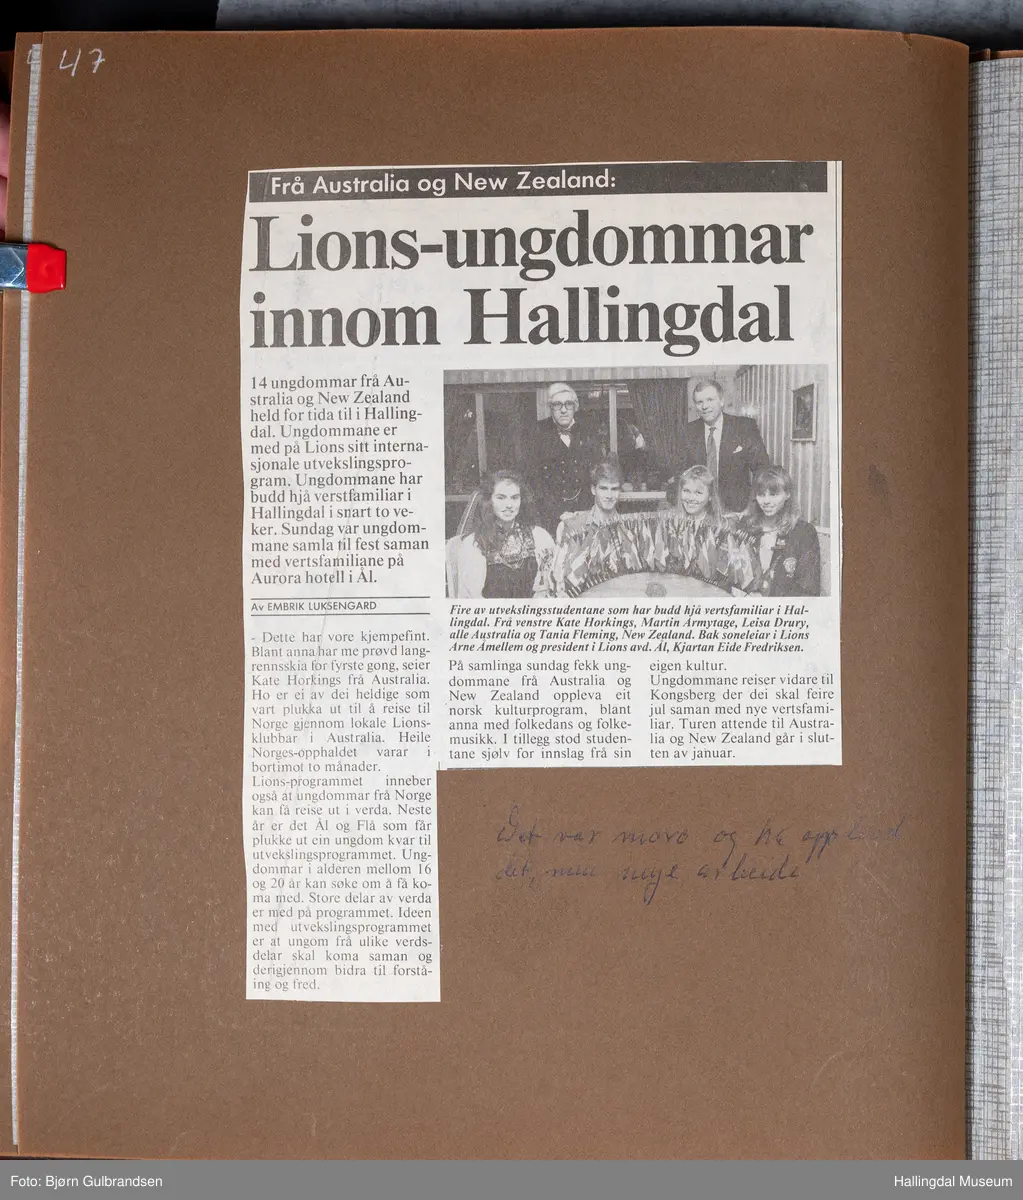 47
Frå Australia og New Zealand:
Lions-ungdommar
innom Hallingdal
14 ungdommar frå Au-
stralia og New Zealand
held for tida til i Halling-
dal. Ungdommane er
med på Lions sitt interna-
sjonale utvekslingspro-
gram. Ungdommane har
budd hjå verstfamiliar i
Hallingdal i snart to ve-
ker. Sundag var ungdom-
mane samla til fest saman
med vertsfamiliane på
Aurora hotell i Ål.
Av EMBRIK LUKSENGARD
- Dette har vore kjempefint.
Blant anna har me prøvd lang-
rennsskia for fyrste gong, seier
Kate Horkings frå Australia.
Ho er ei av dei heldige som
vart plukka ut til å reise til
Norge gjennom lokale Lions-
klubbar i Australia. Heile
Norges-opphaldet varar i
bortimot to månader.
Lions-programmet inneber
også at ungdommar frå Norge
kan få reise ut i verda. Neste
år er det Ål og Flå som får
plukke ut ein ungdom kvar til
utvekslingsprogrammet. Ung-
dommar i alderen mellom 16
og 20 år kan søke om å få ko-
ma med. Store delar av verda
er med på programmet. Ideen
med utvekslingsprogrammet
er at ungom frå ulike verds-
delar skal koma saman og
derigjennom bidra til forstå-
ing og fred.
Fire av utvekslingsstudentane som har budd hjå vertsfamiliar i Hal-
lingdal. Frå venstre Kate Horkings, Martin Armytage, Leisa Drury,
alle Australia og Tania Fleming, New Zealand. Bak soneleiar i Lions
Arne Amellem og president i Lions avd. Ål, Kjartan Eide Fredriksen.
På samlinga sundag fekk ung-
dommane frå Australia og
New Zealand oppleva eit
norsk kulturprogram, blant
anna med folkedans og folke-
musikk. I tillegg stod studen-
tane sjølv for innslag frå sin
eigen kultur.
Ungdommane reiser vidare til
Kongsberg der dei skal feire
jul saman med nye vertsfami-
liar. Turen attende til Austra-
lia og New Zealand går i slut-
ten av januar.
Det var moro og ha
det, men mye arbeide
Foto: Bjørn Gulbrandsen
Hallingdal Museum